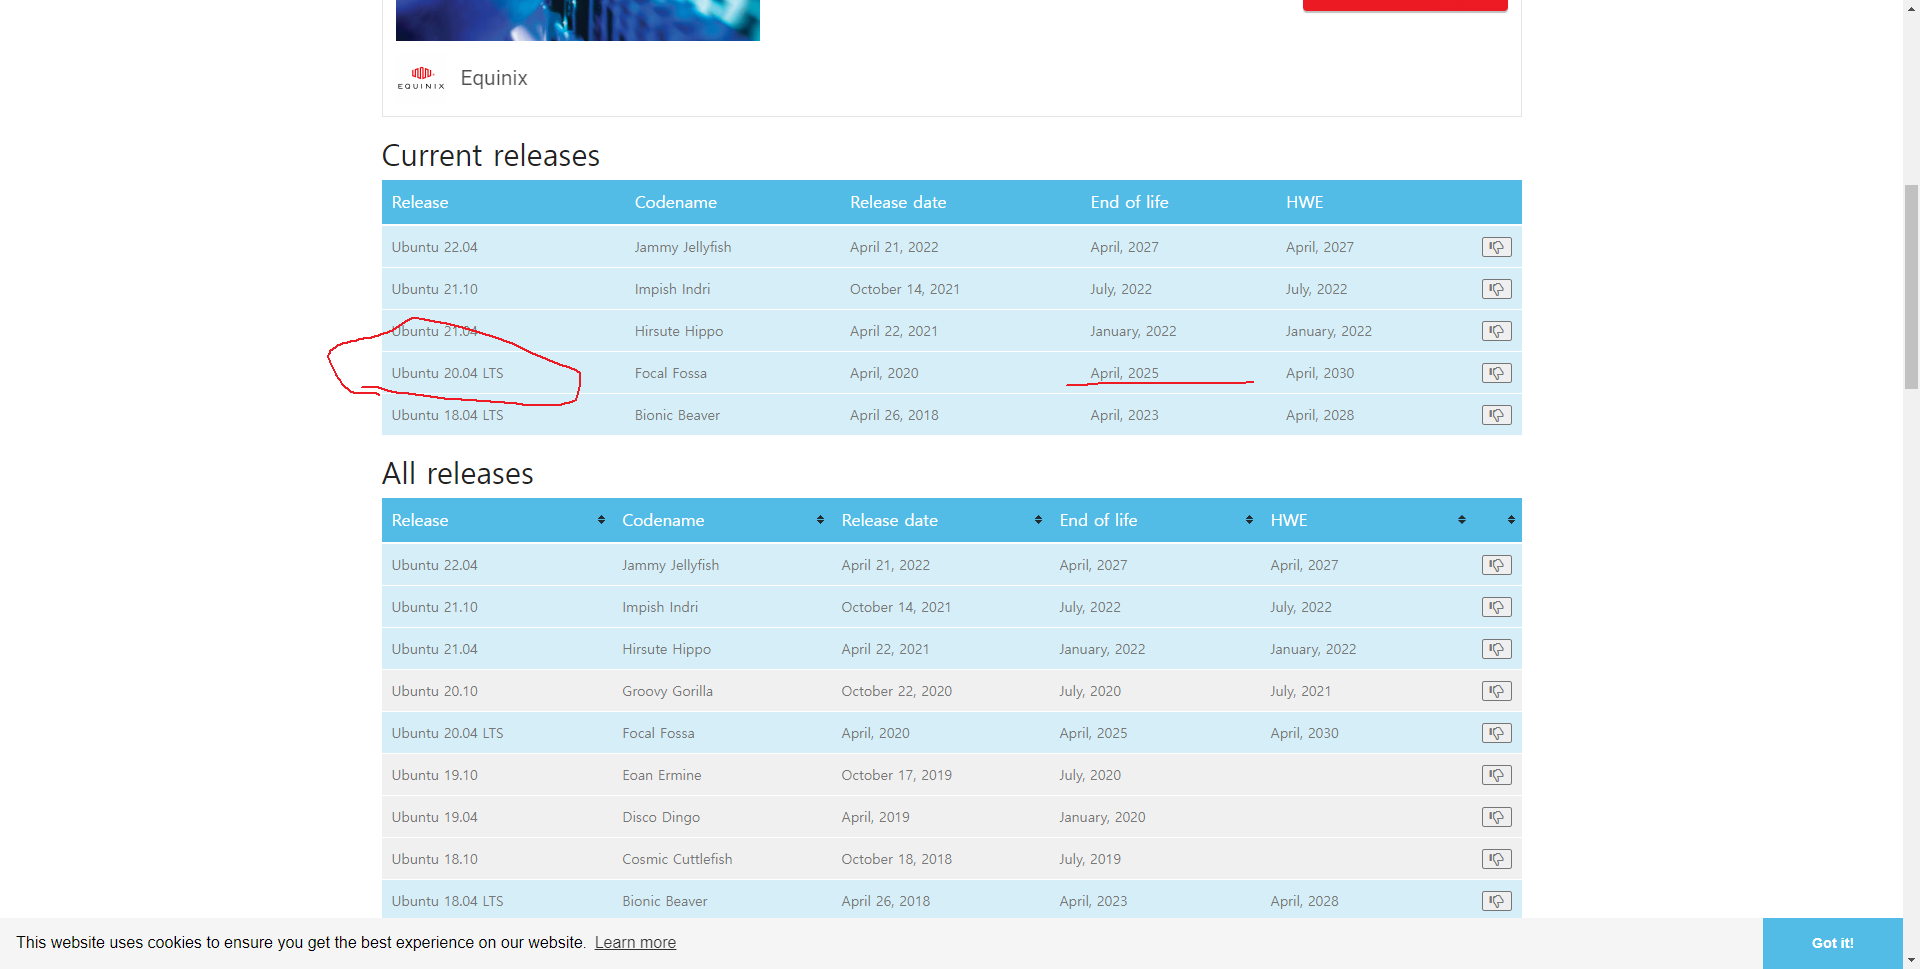 EQUINIX Equinix
Current releases
Release Codename Release date End of life HWE
Ubuntu 22.04 Jammy Jellyfish April 21, 2022 April, 2027 April, 2027
Ubuntu 21.10 Impish Indri October 14, 2021 July, 2022 July, 2022
Ubuntu 21.04 Hirsute Hippo April 22, 2021 January, 2022 January, 2022
Ubuntu 20.04 LTS Focal Fossa April, 2020 April, 2025 April, 2030
Ubuntu 18.04 LTS Bionic Beaver April 26, 2018 April, 2023 April, 2028
All releases
Release Codename Release date End of life HWE
Ubuntu 22.04 Jammy Jellyfish April 21, 2022 April, 2027 April, 2027
Ubuntu 21.10 Impish Indri October 14, 2021 July, 2022 July, 2022
Ubuntu 21.04 Hirsute Hippo April 22, 2021 January, 2022 January, 2022
Ubuntu 20.10 Groovy Gorilla October 22, 2020 July, 2020 July, 2021
Ubuntu 20.04 LTS Focal Fossa April, 2020 April, 2025 April, 2030
Ubuntu 19.10 Eoan Ermine October 17, 2019 July, 2020
Ubuntu 19.04 Disco Dingo April, 2019 January, 2020
Ubuntu 18.10 Cosmic Cuttlefish October 18, 2018 July, 2019
Ubuntu 18.04 LTS Bionic Beaver April 26, 2018 April, 2023 April, 2028
This website uses cookies to ensure you get the best experience on our website. Learn more Got it!